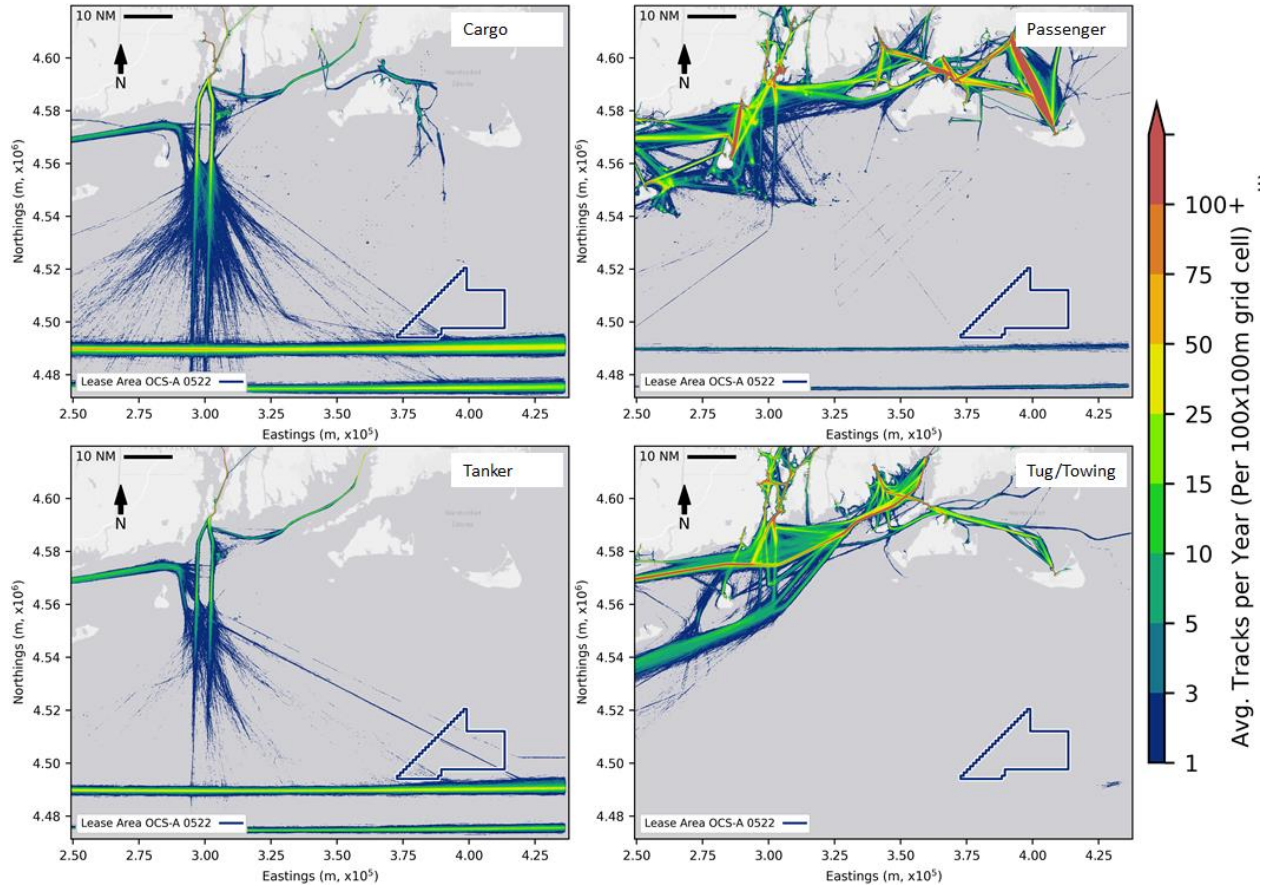 10 NM
Cargo
N
4.60
4.58
4.56
4.54
4.52
4.50
4.48
Northings (m, x10⁶)
Lease Area OCS-A 0522
2.50 2.75 3.00 3.25 3.50 3.75 4.00 4.25
Eastings (m, x10⁵)
10 NM
Passenger
N
4.60
4.58
4.56
4.54
4.52
4.50
4.48
Northings (m, x10⁶)
Lease Area OCS-A 0522
2.50 2.75 3.00 3.25 3.50 3.75 4.00 4.25
Eastings (m, x10⁵)
10 NM
Tanker
N
4.60
4.58
4.56
4.54
4.52
4.50
4.48
Northings (m, x10⁶)
Lease Area OCS-A 0522
2.50 2.75 3.00 3.25 3.50 3.75 4.00 4.25
Eastings (m, x10⁵)
10 NM
Tug/Towing
N
4.60
4.58
4.56
4.54
4.52
4.50
4.48
Northings (m, x10⁶)
Lease Area OCS-A 0522
2.50 2.75 3.00 3.25 3.50 3.75 4.00 4.25
Eastings (m, x10⁵)
100+
75
50
25
15
10
5
3
1
Avg. Tracks per Year (Per 100x100m grid cell)
...